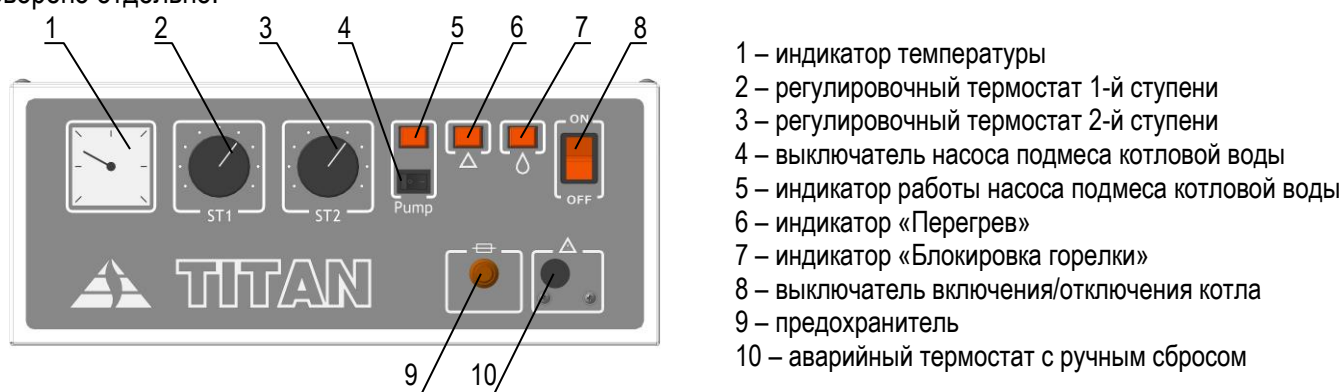 1 2 3 4 5 6 7 8
ST1 ST2 Pump ON OFF
TITAN
9 10
1 – индикатор температуры
2 – регулировочный термостат 1-й ступени
3 – регулировочный термостат 2-й ступени
4 – выключатель насоса подмеса котловой воды
5 – индикатор работы насоса подмеса котловой воды
6 – индикатор «Перегрев»
7 – индикатор «Блокировка горелки»
8 – выключатель включения/отключения котла
9 – предохранитель
10 – аварийный термостат с ручным сбросом